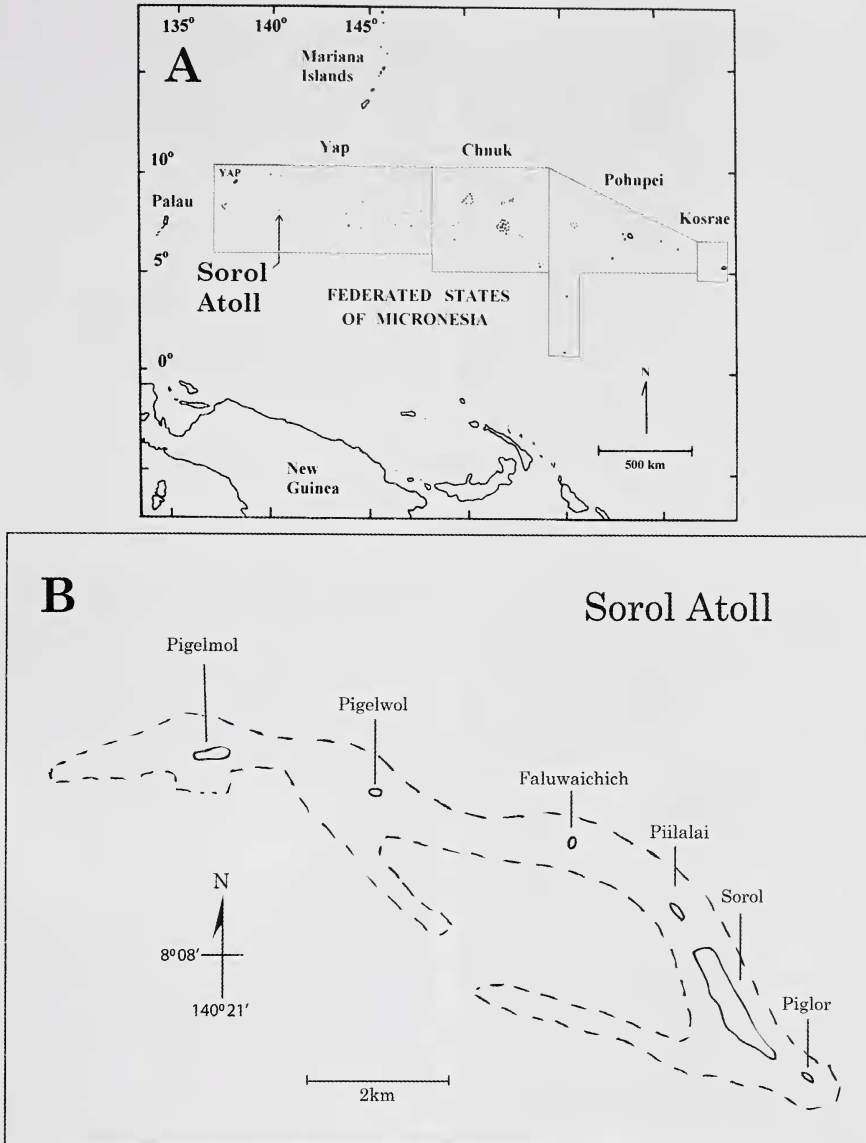 135° 140° 145°
A
Mariana
Islands
Yap
Chuuk
10°
YAP
Pohnpei
Palau
Kosrae
5°
Sorol
Atoll
FEDERATED STATES
OF MICRONESIA
0°
N
500 km
New
Guinea
B
Sorol Atoll
Pigelmol
Pigelwol
Faluwaichich
Piilalai
Sorol
N
8°08'
140°21'
Piglor
2km